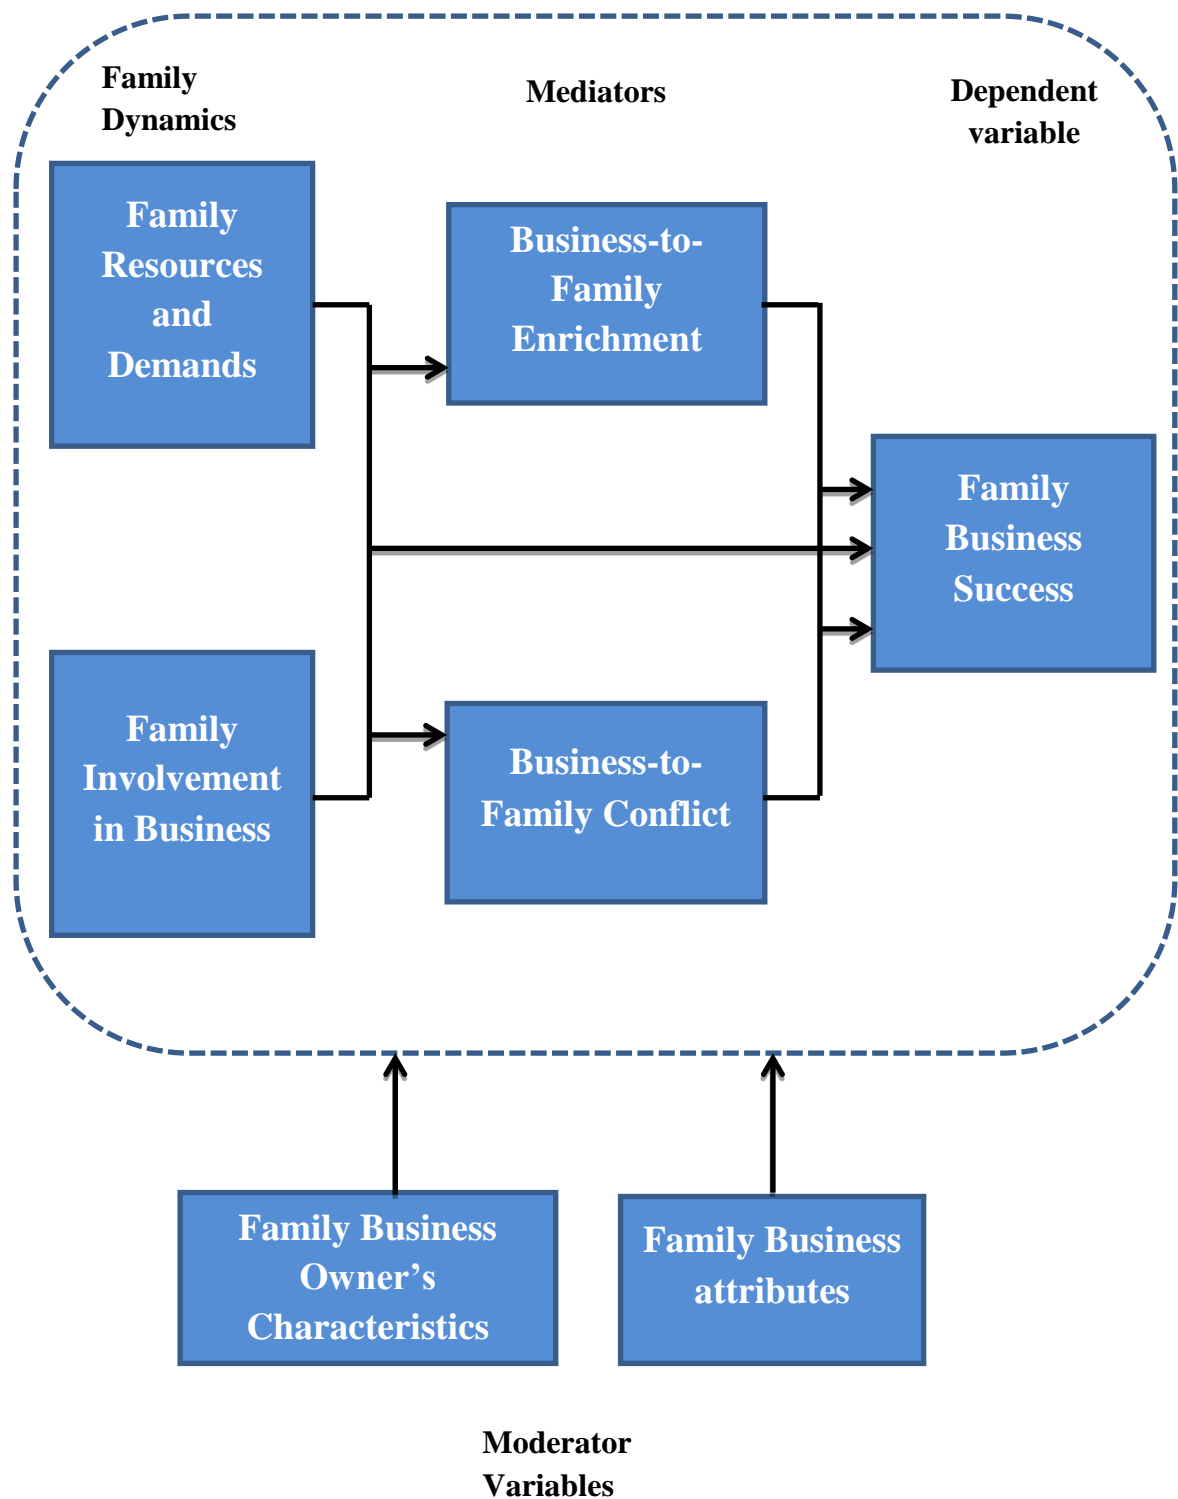 Family
Dynamics
Mediators
Dependent
variable
Family
Resources
and
Demands
Business-to-
Family
Enrichment
Family
Business
Success
Family
Involvement
in Business
Business-to-
Family Conflict
Family Business
Owner’s
Characteristics
Family Business
attributes
Moderator
Variables